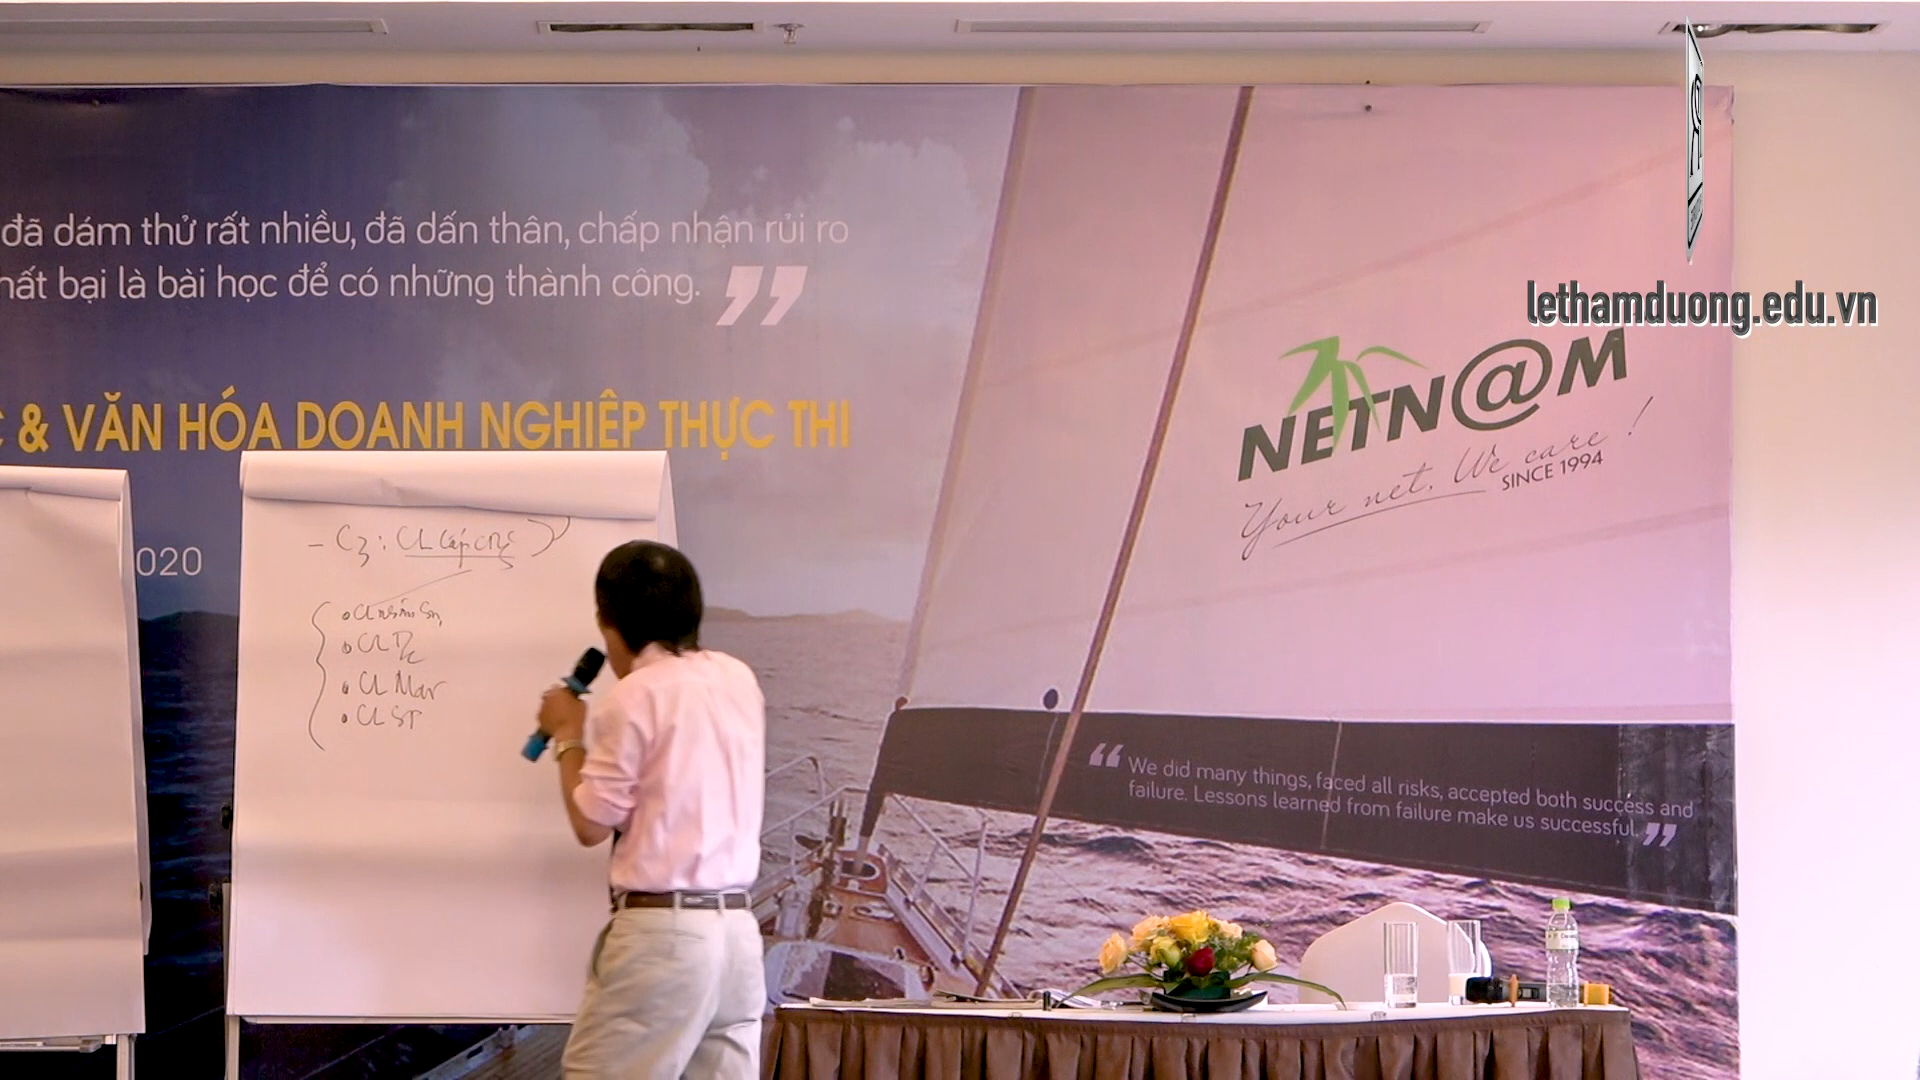 đã dám thử rất nhiều, đã dấn thân, chấp nhận rủi ro
hất bại là bài học để có những thành công. ”
& VĂN HÓA DOANH NGHIỆP THỰC THI
020
- C3: CL Cấp
CL
CL
CL Mar
CL ST
lethamduong.edu.vn
NETN@M
Your net, We care!
SINCE 1994
“ We did many things, faced all risks, accepted both success and
failure. Lessons learned from failure make us successful. ”